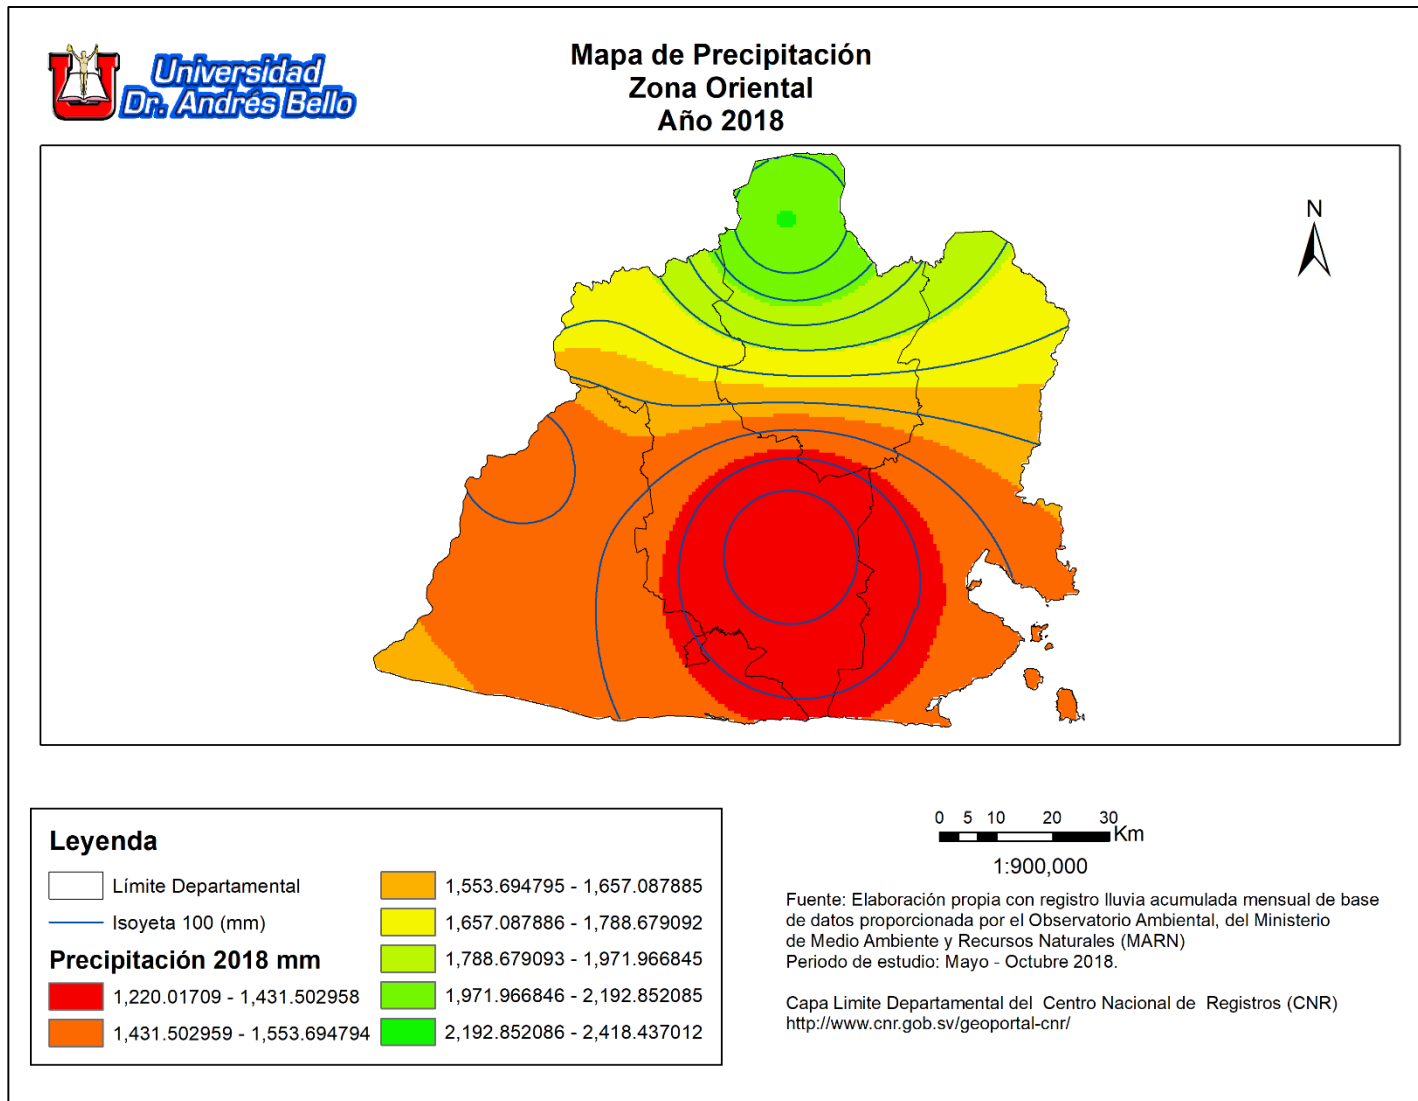 Universidad
Dr. Andrés Bello
Mapa de Precipitación
Zona Oriental
Año 2018
N
Leyenda
Límite Departamental
Isoyeta 100 (mm)
Precipitación 2018 mm
1,220.01709 - 1,431.502958
1,431.502959 - 1,553.694794
1,553.694795 - 1,657.087885
1,657.087886 - 1,788.679092
1,788.679093 - 1,971.966845
1,971.966846 - 2,192.852085
2,192.852086 - 2,418.437012
0 5 10 20 30
Km
1:900,000
Fuente: Elaboración propia con registro lluvia acumulada mensual de base
de datos proporcionada por el Observatorio Ambiental, del Ministerio
de Medio Ambiente y Recursos Naturales (MARN)
Periodo de estudio: Mayo - Octubre 2018.
Capa Limite Departamental del Centro Nacional de Registros (CNR)
http://www.cnr.gob.sv/geoportal-cnr/